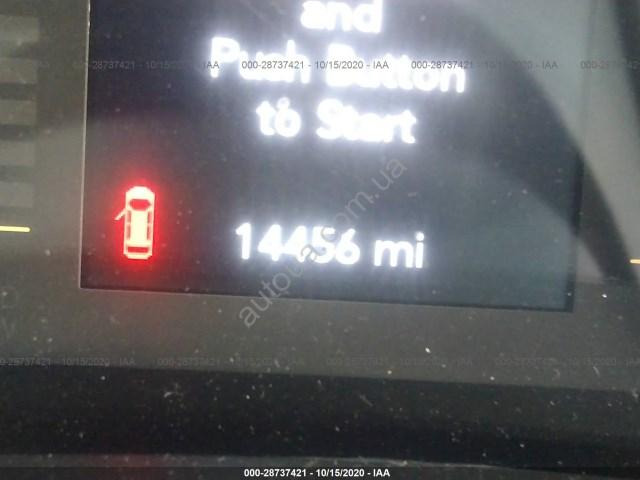 and
Push Button
to Start
14456 mi
000-28737421 - 10/15/2020 - IAA